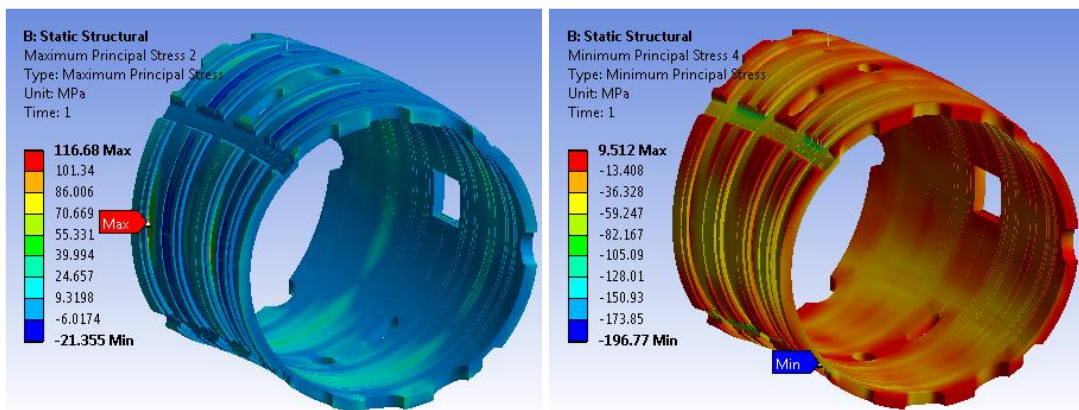 B: Static Structural
Maximum Principal Stress 2
Type: Maximum Principal Stress
Unit: MPa
Time: 1
116.68 Max
101.34
86.006
70.669
55.331
39.994
24.657
9.3198
-6.0174
-21.355 Min
Max
B: Static Structural
Minimum Principal Stress 4
Type: Minimum Principal Stress
Unit: MPa
Time: 1
9.512 Max
-13.408
-36.328
-59.247
-82.167
-105.09
-128.01
-150.93
-173.85
-196.77 Min
Min